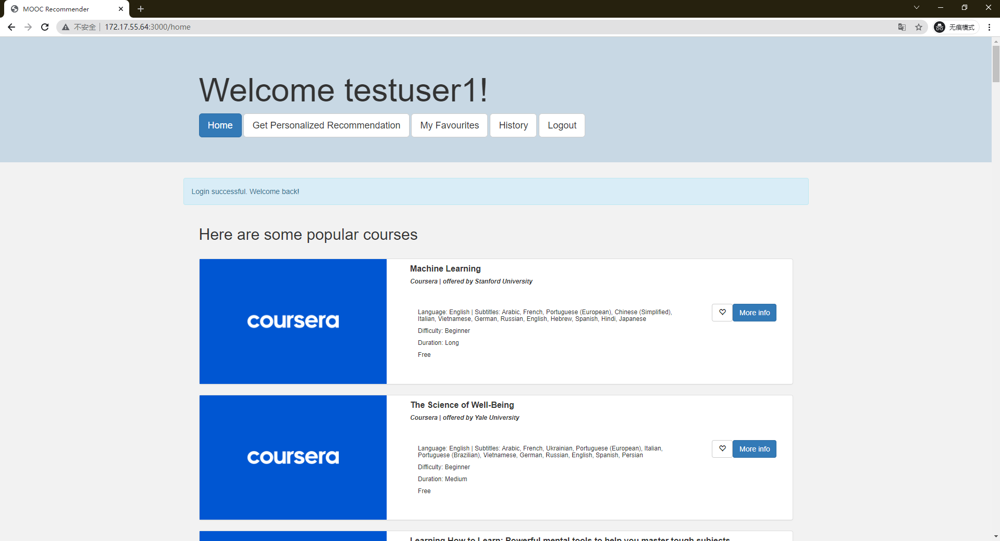 MOOC Recommender
不安全 172.17.55.64:3000/home
无痕模式
Welcome testuser1!
Home Get Personalized Recommendation My Favourites History Logout
Login successful. Welcome back!
Here are some popular courses
coursera
Machine Learning
Coursera | offered by Stanford University
Language: English | Subtitles: Arabic, French, Portuguese (European), Chinese (Simplified),
Italian, Vietnamese, German, Russian, English, Hebrew, Spanish, Hindi, Japanese
Difficulty: Beginner
Duration: Long
Free
More info
coursera
The Science of Well-Being
Coursera | offered by Yale University
Language: English | Subtitles: Arabic, French, Ukrainian, Portuguese (European), Italian,
Portuguese (Brazilian), Vietnamese, German, Russian, English, Spanish, Persian
Difficulty: Beginner
Duration: Medium
Free
More info
Learning How to Learn: Powerful mental tools to help you master tough subjects